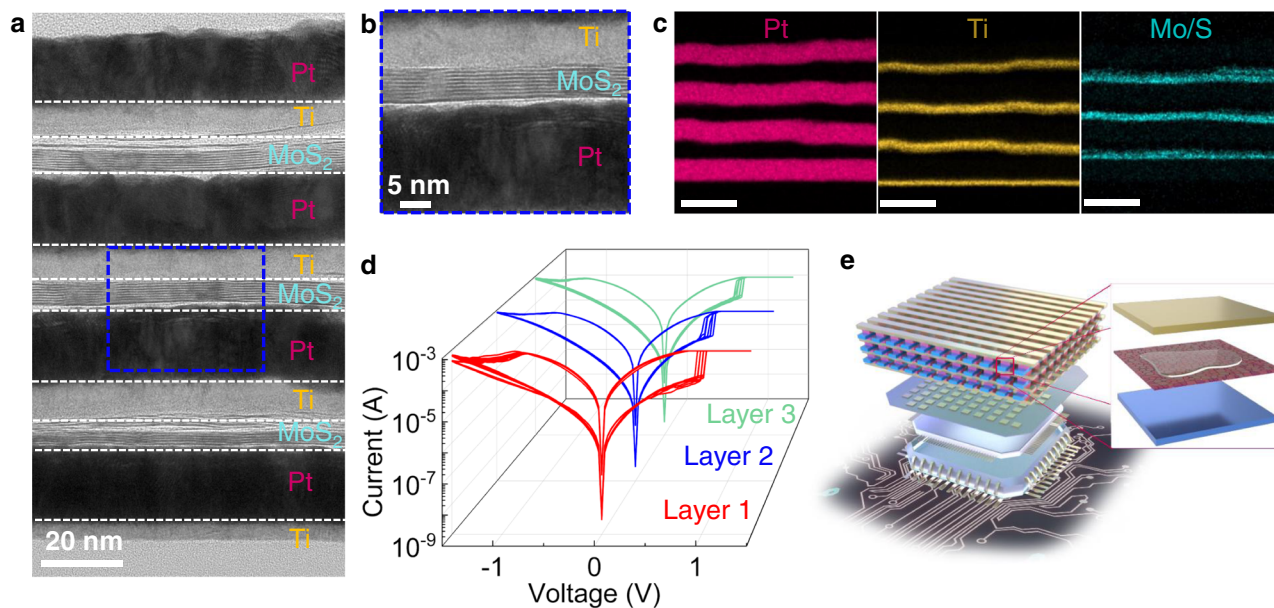 a
Pt
Ti
MoS₂
Pt
Ti
MoS₂
Pt
Ti
MoS₂
Pt
Ti
20 nm
b
Ti
MoS₂
Pt
5 nm
c
Pt
Ti
Mo/S
d
10⁻³
10⁻⁵
10⁻⁷
10⁻⁹
Current (A)
-1
0
1
Voltage (V)
Layer 3
Layer 2
Layer 1
e